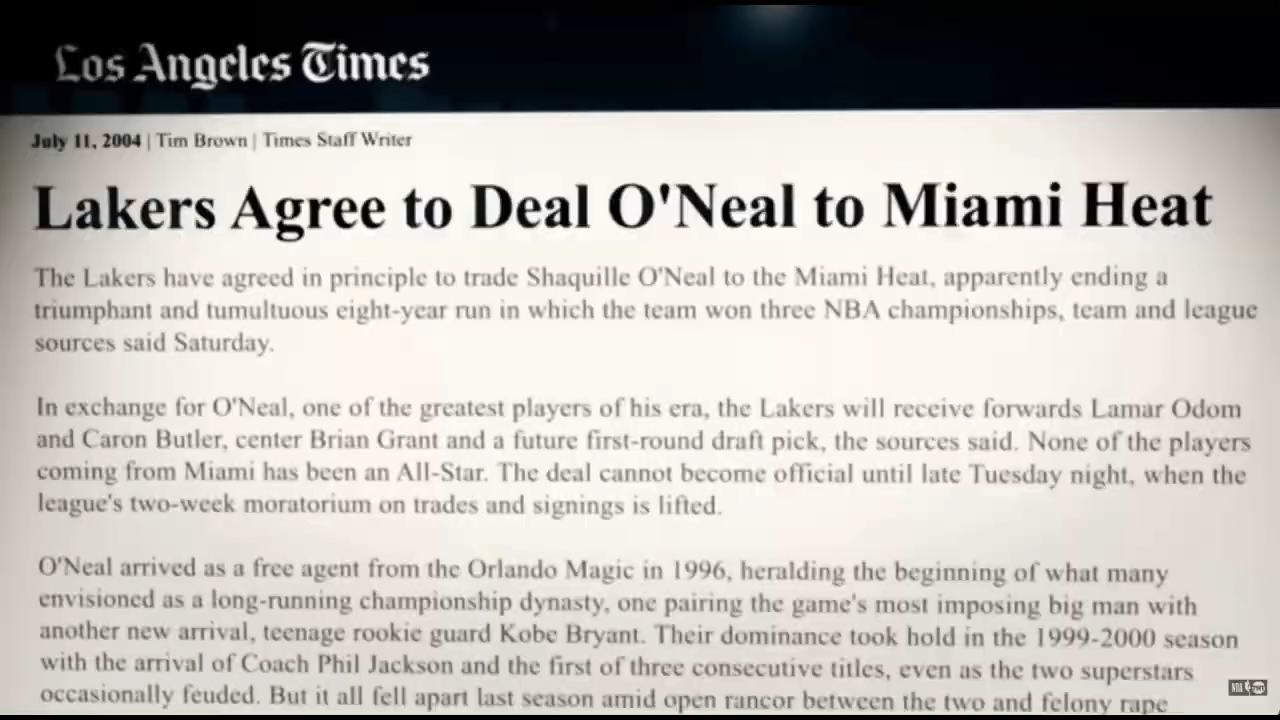 Los Angeles Times
July 11, 2004 | Tim Brown | Times Staff Writer
Lakers Agree to Deal O'Neal to Miami Heat
The Lakers have agreed in principle to trade Shaquille O'Neal to the Miami Heat, apparently ending a
triumphant and tumultuous eight-year run in which the team won three NBA championships, team and league
sources said Saturday.
In exchange for O'Neal, one of the greatest players of his era, the Lakers will receive forwards Lamar Odom
and Caron Butler, center Brian Grant and a future first-round draft pick, the sources said. None of the players
coming from Miami has been an All-Star. The deal cannot become official until late Tuesday night, when the
league's two-week moratorium on trades and signings is lifted.
O'Neal arrived as a free agent from the Orlando Magic in 1996, heralding the beginning of what many
envisioned as a long-running championship dynasty, one pairing the game's most imposing big man with
another new arrival, teenage rookie guard Kobe Bryant. Their dominance took hold in the 1999-2000 season
with the arrival of Coach Phil Jackson and the first of three consecutive titles, even as the two superstars
occasionally feuded. But it all fell apart last season amid open rancor between the two and felony rape
NBA